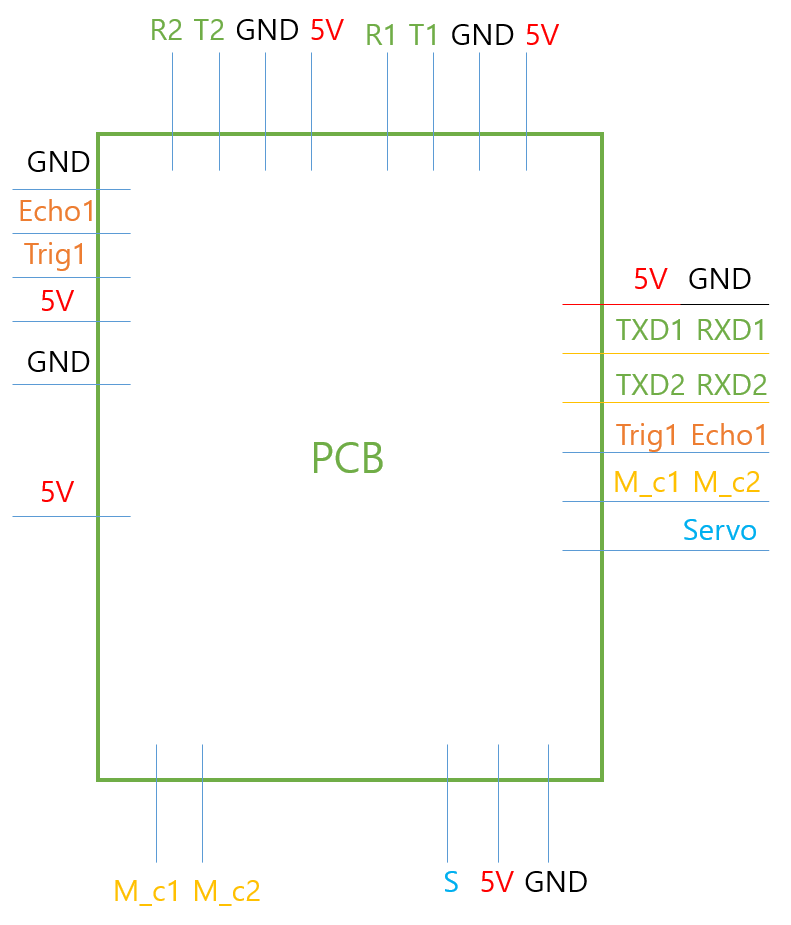 R2 T2 GND 5V R1 T1 GND 5V
GND
Echo1
Trig1
5V
GND
5V
PCB
5V GND
TXD1 RXD1
TXD2 RXD2
Trig1 Echo1
M_c1 M_c2
Servo
M_c1 M_c2
S 5V GND